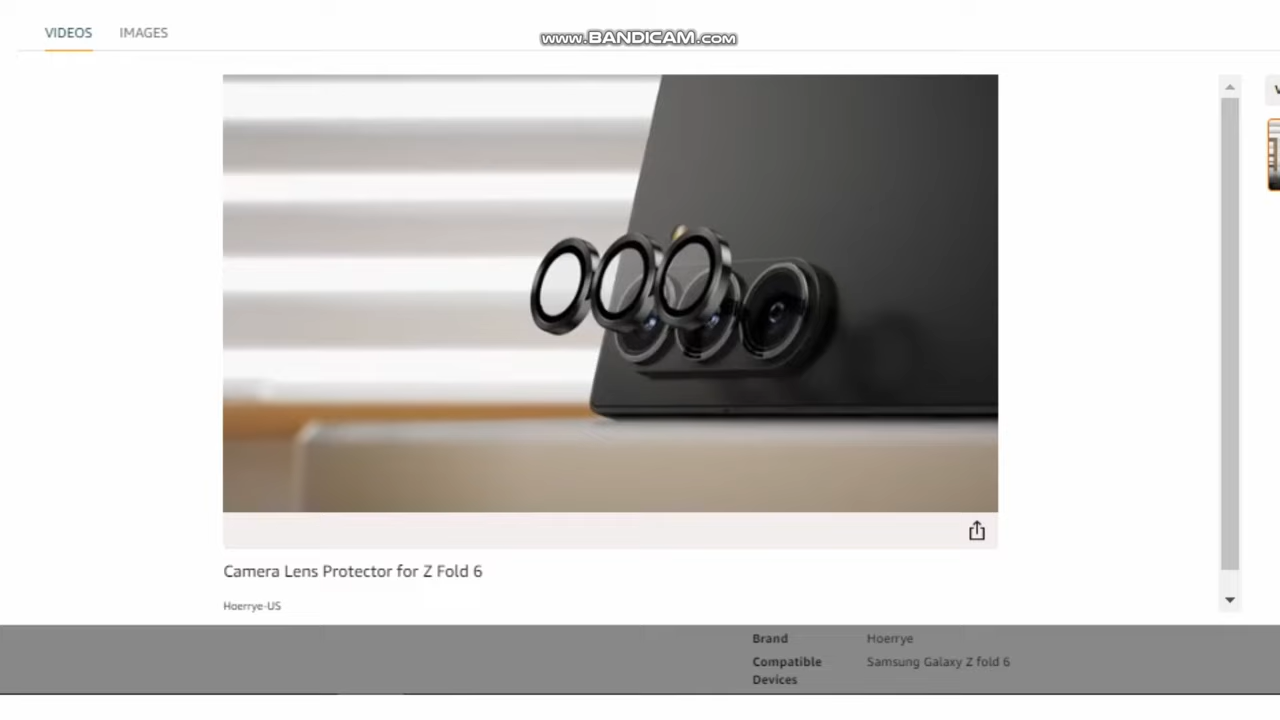 www.BANDICAM.com
VIDEOS IMAGES
Camera Lens Protector for Z Fold 6
Hoerrye-US
Brand Hoerrye
Compatible Samsung Galaxy Z fold 6
Devices